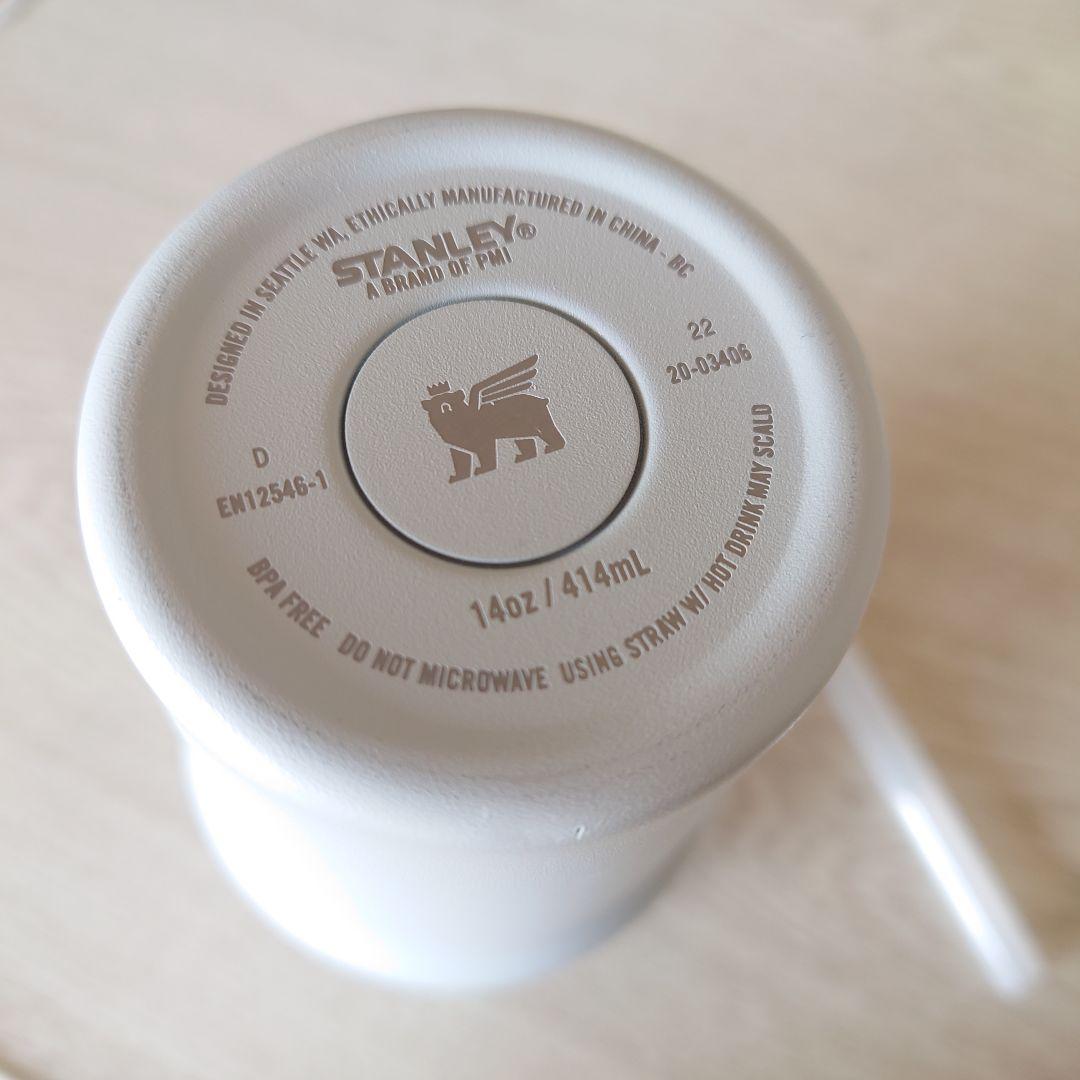 DESIGNED IN SEATTLE WA, ETHICALLY MANUFACTURED IN CHINA - BC
STANLEY®
A BRAND OF PMI
22
20-03406
D
EN12546-1
14oz / 414mL
BPA FREE DO NOT MICROWAVE USING STRAW W/ HOT DRINK MAY SCALD